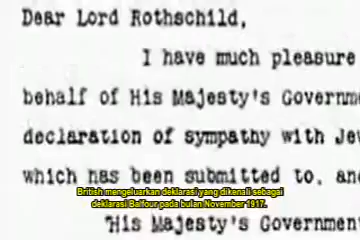 Dear Lord Rothschild,
I have much pleasure
behalf of His Majesty's Governme
declaration of sympathy with Jew
which has been submitted to, an
British mengeluarkan deklarasi yang dikenali sebagai
deklarasi Balfour pada bulan November 1917.
"His Majesty's Government